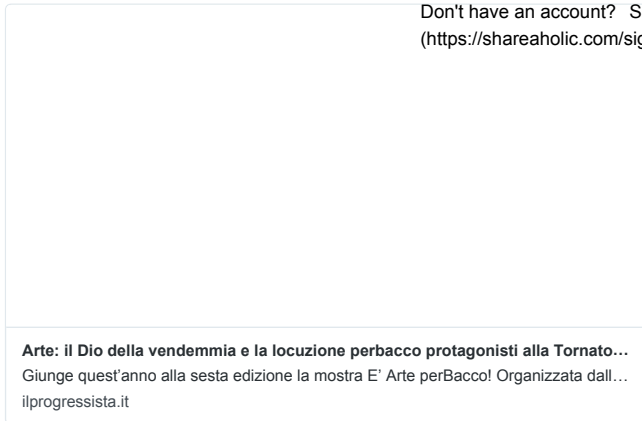 Don't have an account? S
(https://shareaholic.com/sig
Arte: il Dio della vendemmia e la locuzione perbacco protagonisti alla Tornato…
Giunge quest'anno alla sesta edizione la mostra E' Arte perBacco! Organizzata dall…
ilprogressista.it